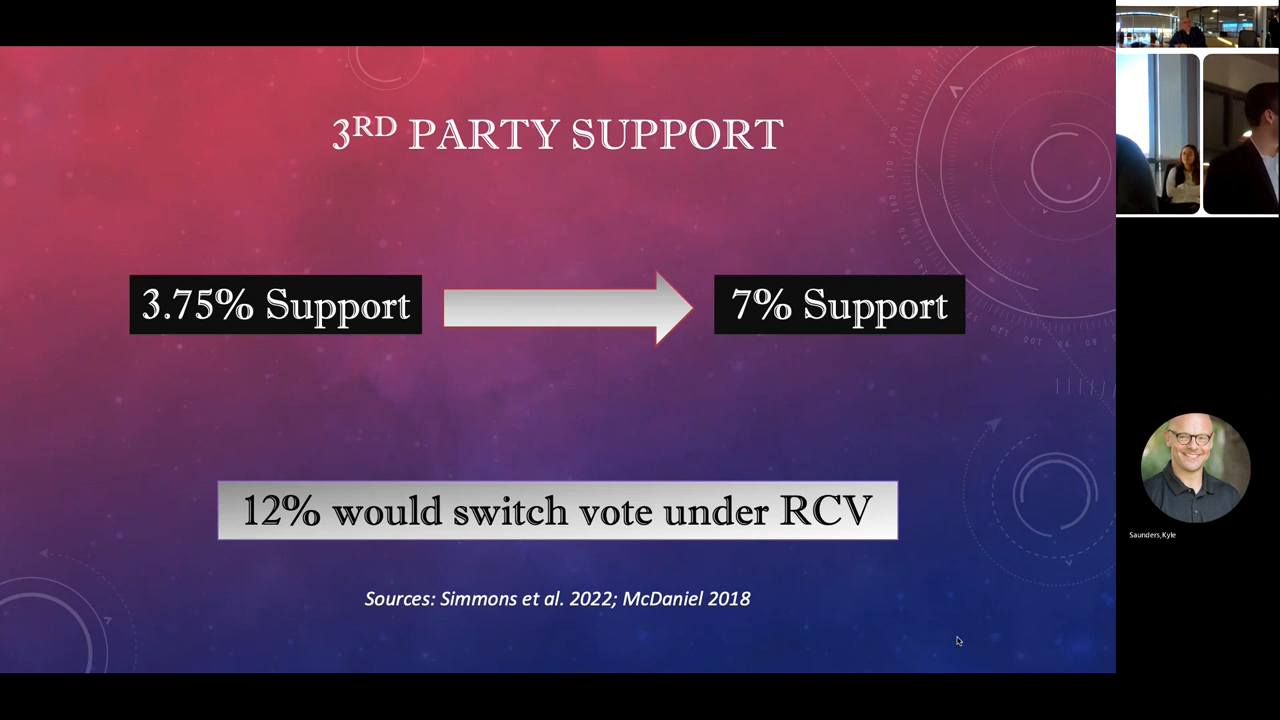 3RD PARTY SUPPORT
3.75% Support
7% Support
12% would switch vote under RCV
Sources: Simmons et al. 2022; McDaniel 2018
Saunders,Kyle